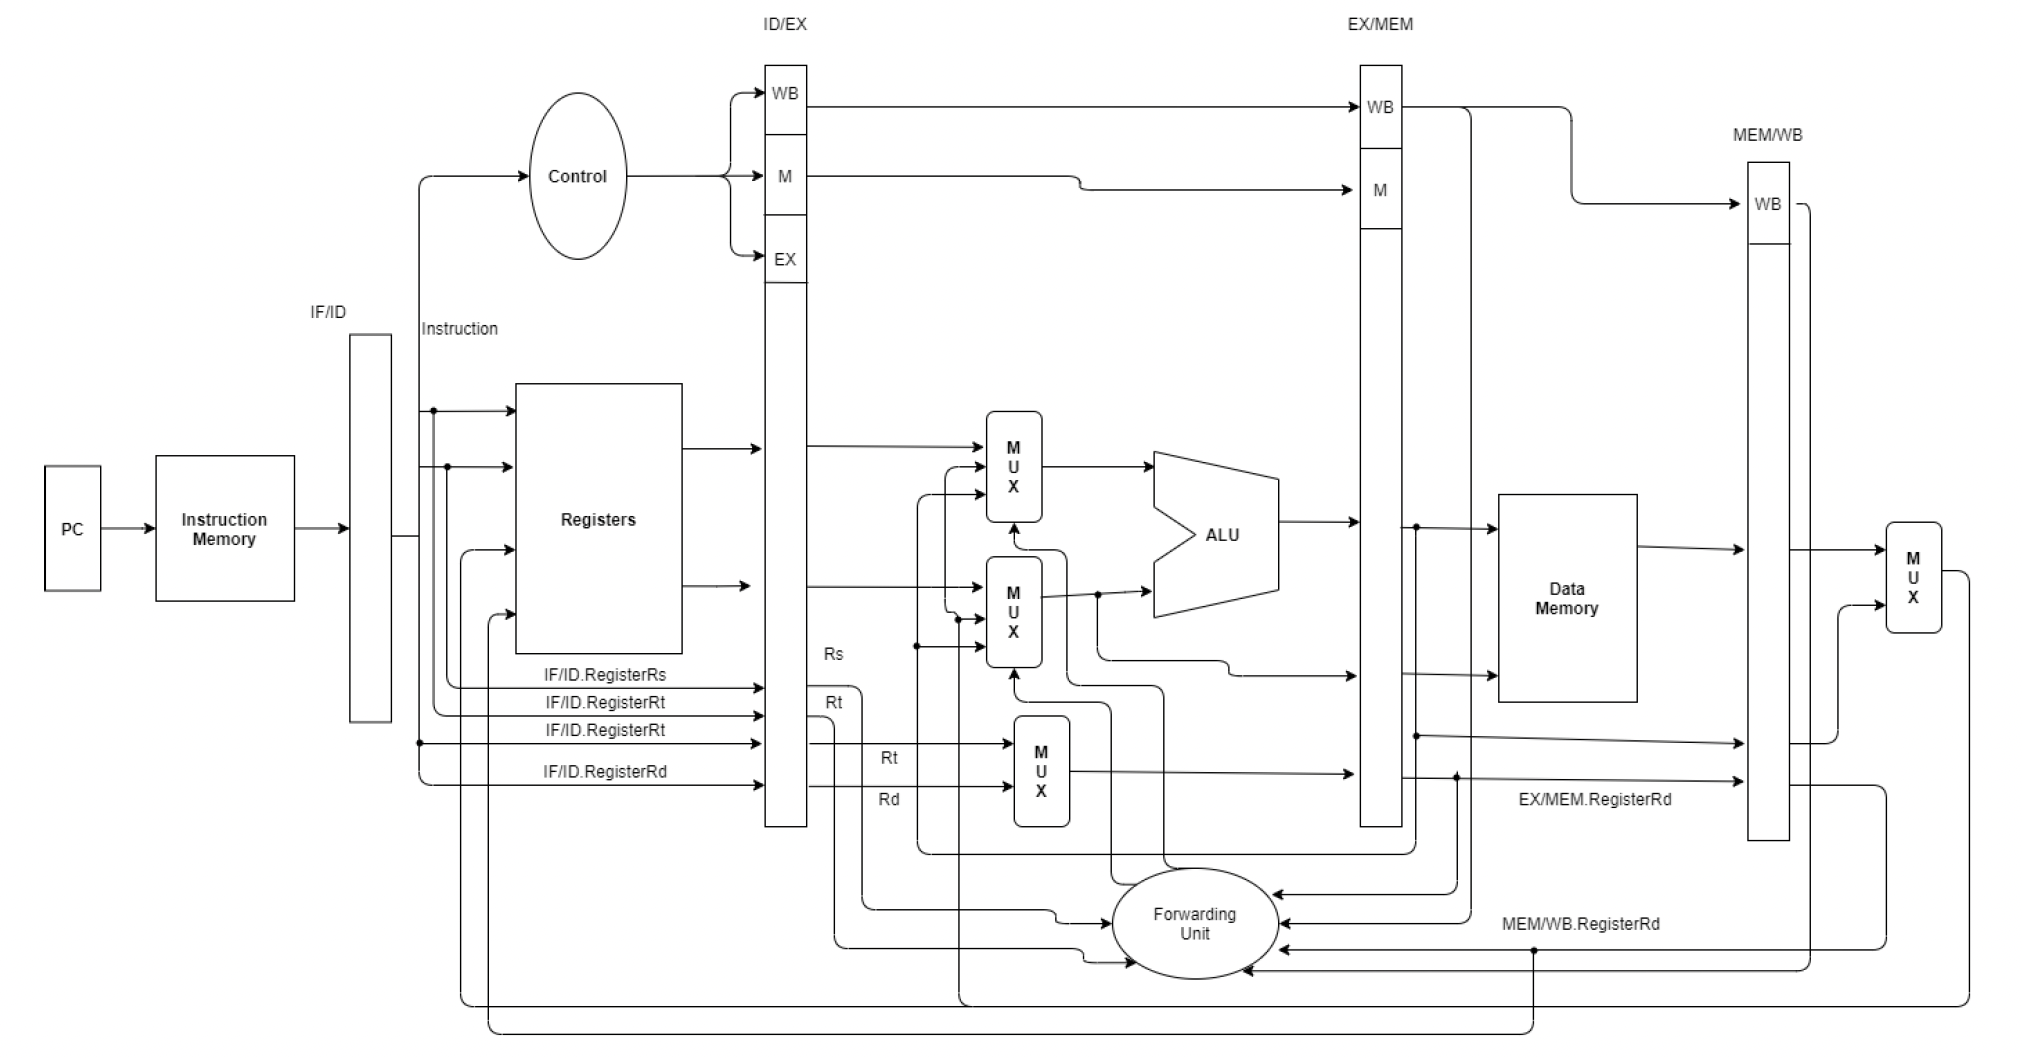 ID/EX
EX/MEM
WB
WB
MEM/WB
Control
M
M
WB
EX
IF/ID
Instruction
M
U
X
PC
Instruction
Memory
Registers
ALU
M
U
X
Data
Memory
M
U
X
Rs
IF/ID.RegisterRs
Rt
IF/ID.RegisterRt
IF/ID.RegisterRt
Rt
M
U
X
IF/ID.RegisterRd
Rd
EX/MEM.RegisterRd
Forwarding
Unit
MEM/WB.RegisterRd